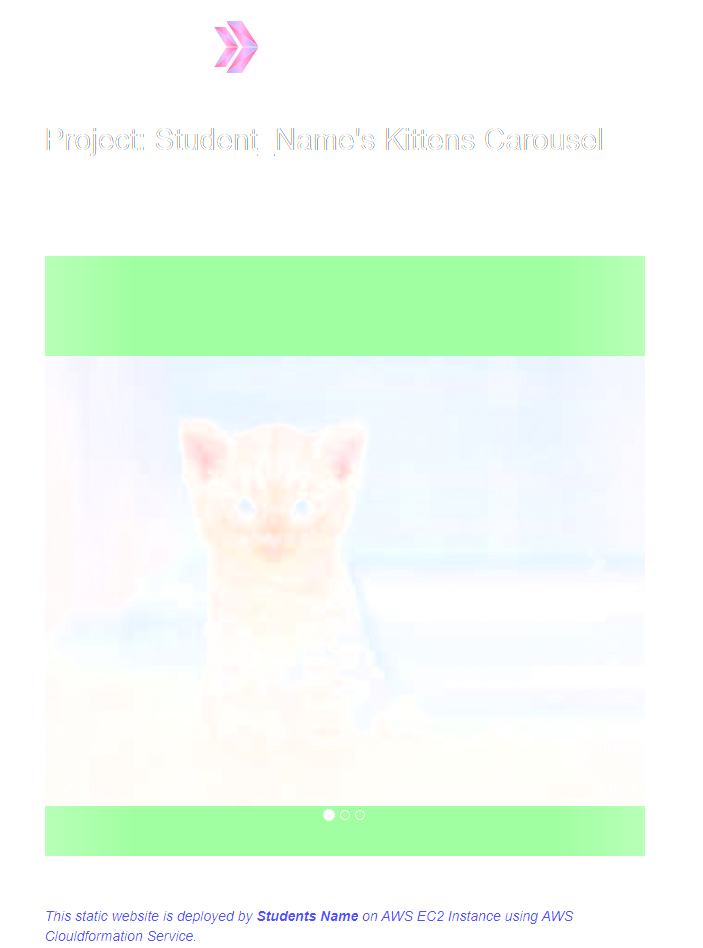 Project: Student_Name's Kittens Carousel
This static website is deployed by Students Name on AWS EC2 Instance using AWS
Clouldformation Service.